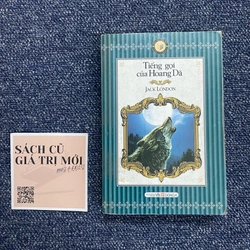 Tiếng gọi
của Hoang Dã
JACK LONDON
SÁCH CŨ
GIÁ TRỊ MỚI